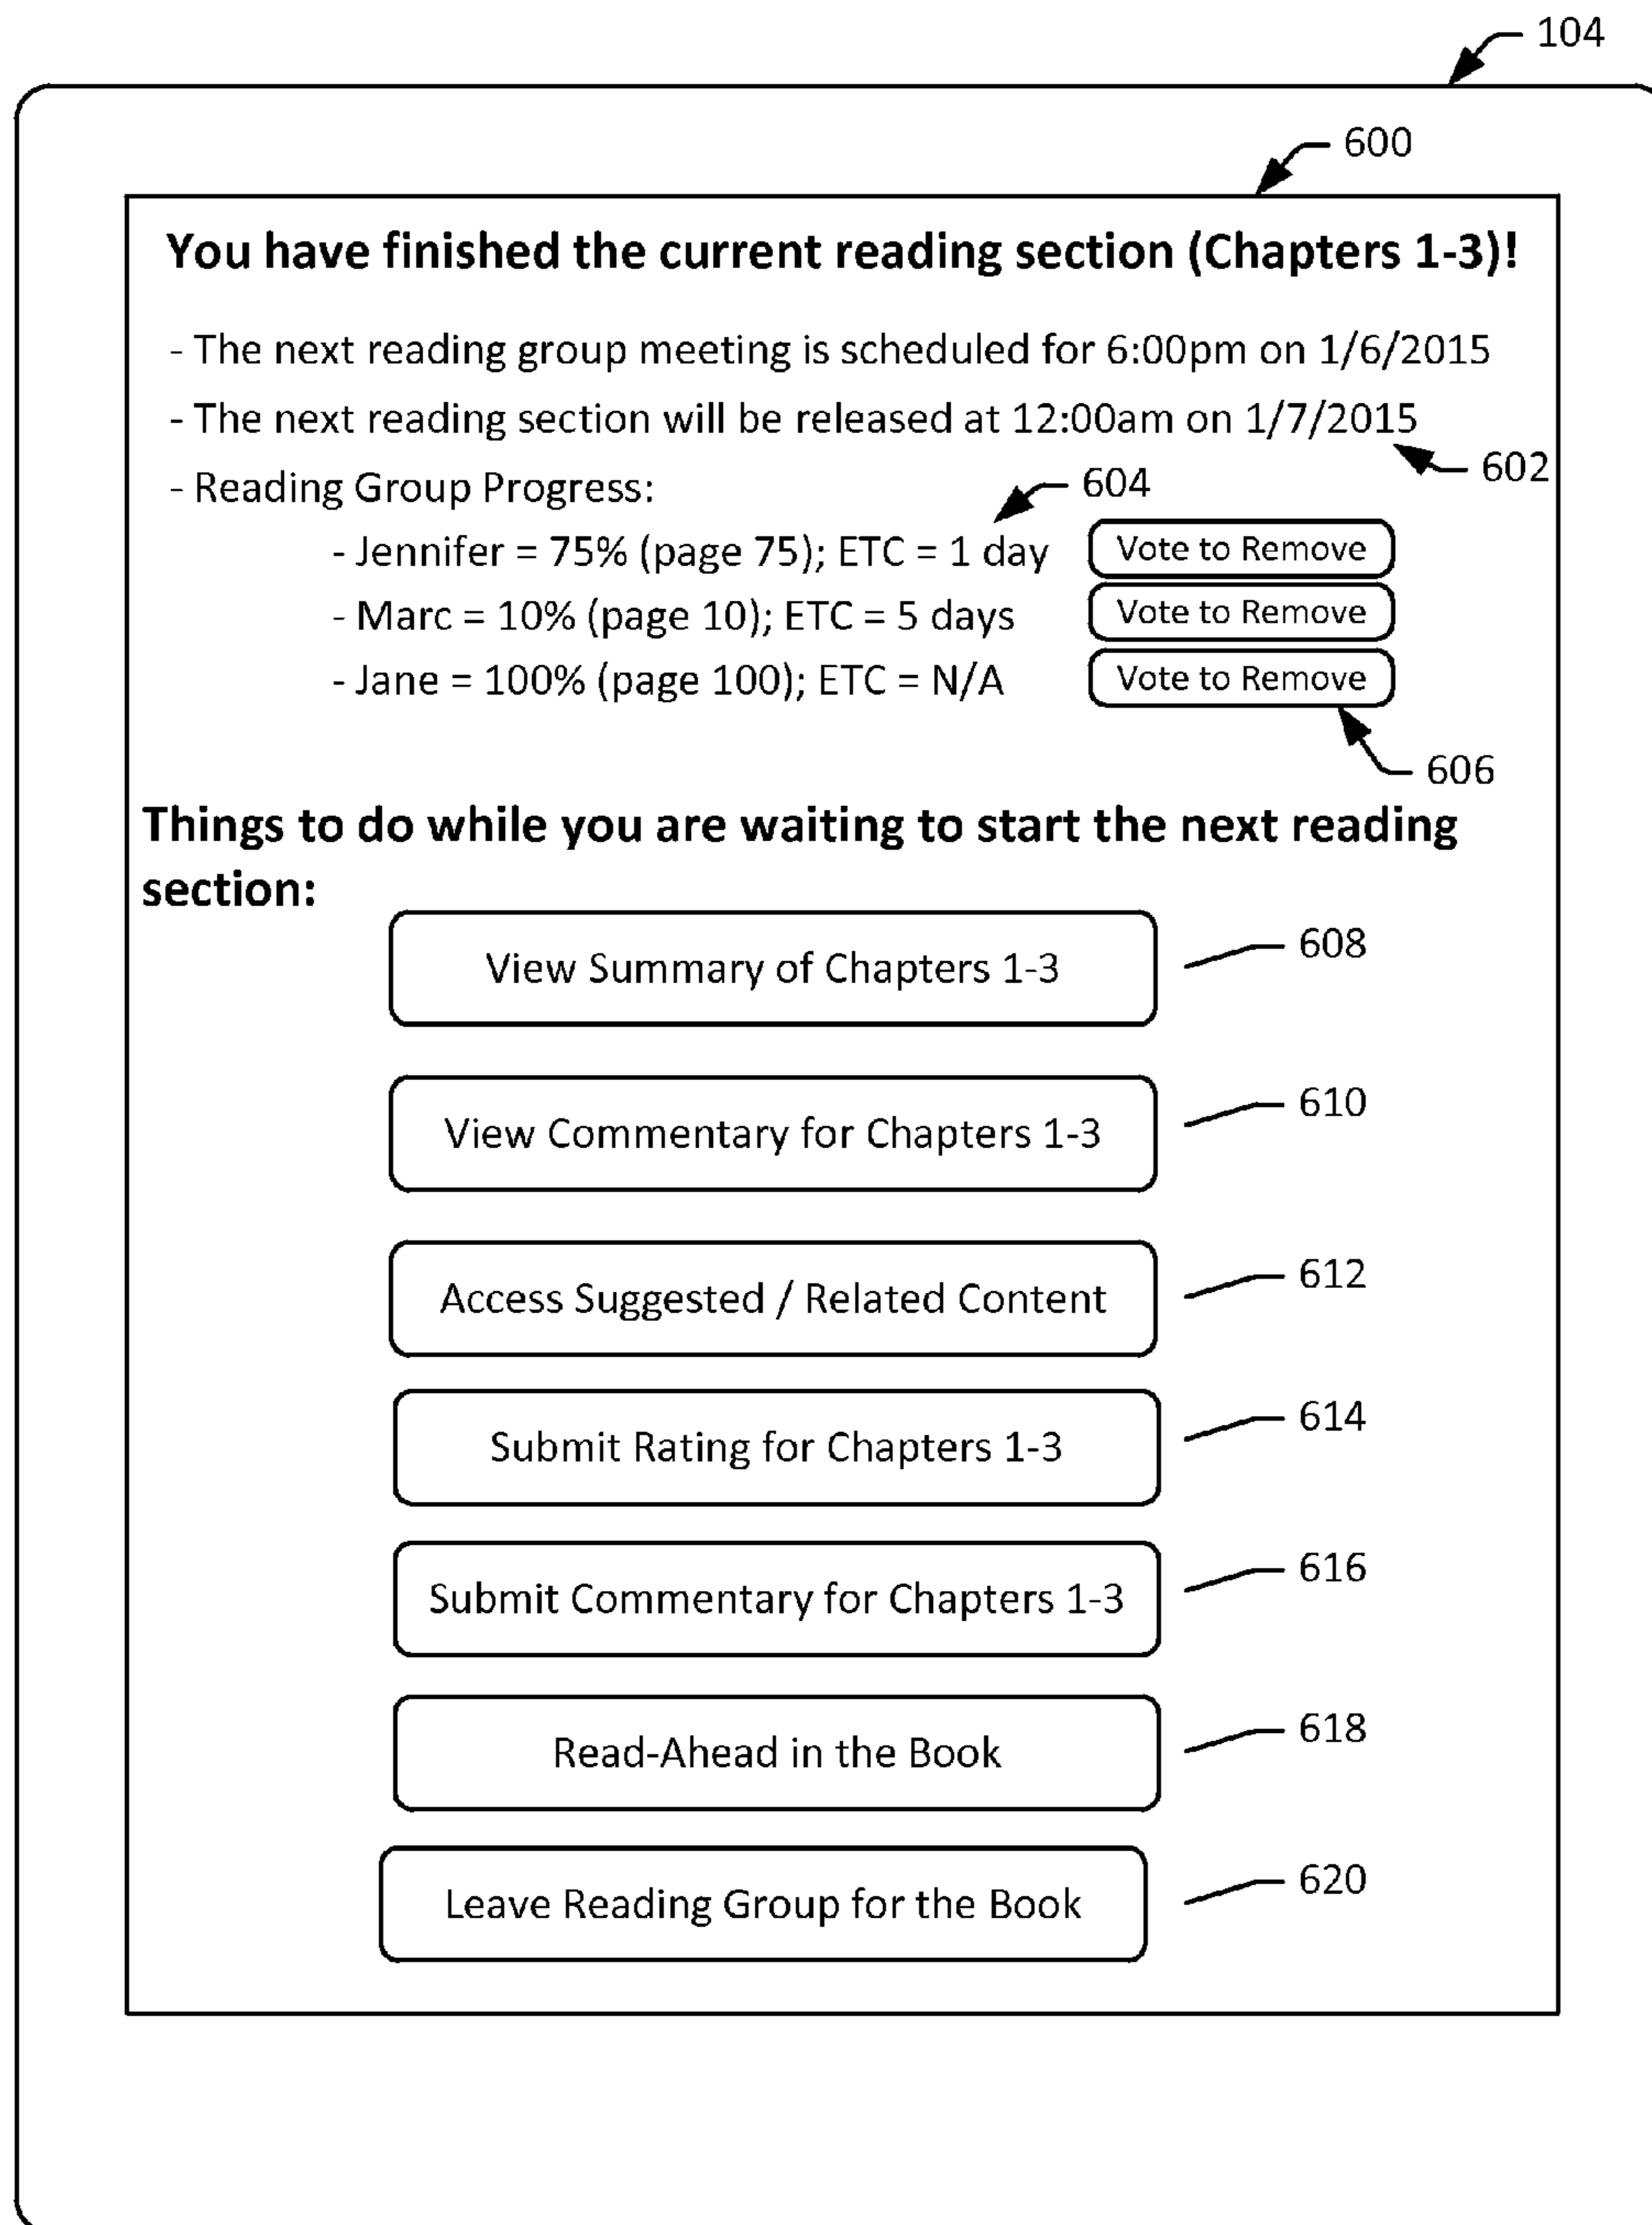 104
600
You have finished the current reading section (Chapters 1-3)!
- The next reading group meeting is scheduled for 6:00pm on 1/6/2015
- The next reading section will be released at 12:00am on 1/7/2015
602
- Reading Group Progress:
604
- Jennifer = 75% (page 75); ETC = 1 day Vote to Remove
- Marc = 10% (page 10); ETC = 5 days Vote to Remove
- Jane = 100% (page 100); ETC = N/A Vote to Remove
606
Things to do while you are waiting to start the next reading
section:
View Summary of Chapters 1-3 608
View Commentary for Chapters 1-3 610
Access Suggested / Related Content 612
Submit Rating for Chapters 1-3 614
Submit Commentary for Chapters 1-3 616
Read-Ahead in the Book 618
Leave Reading Group for the Book 620